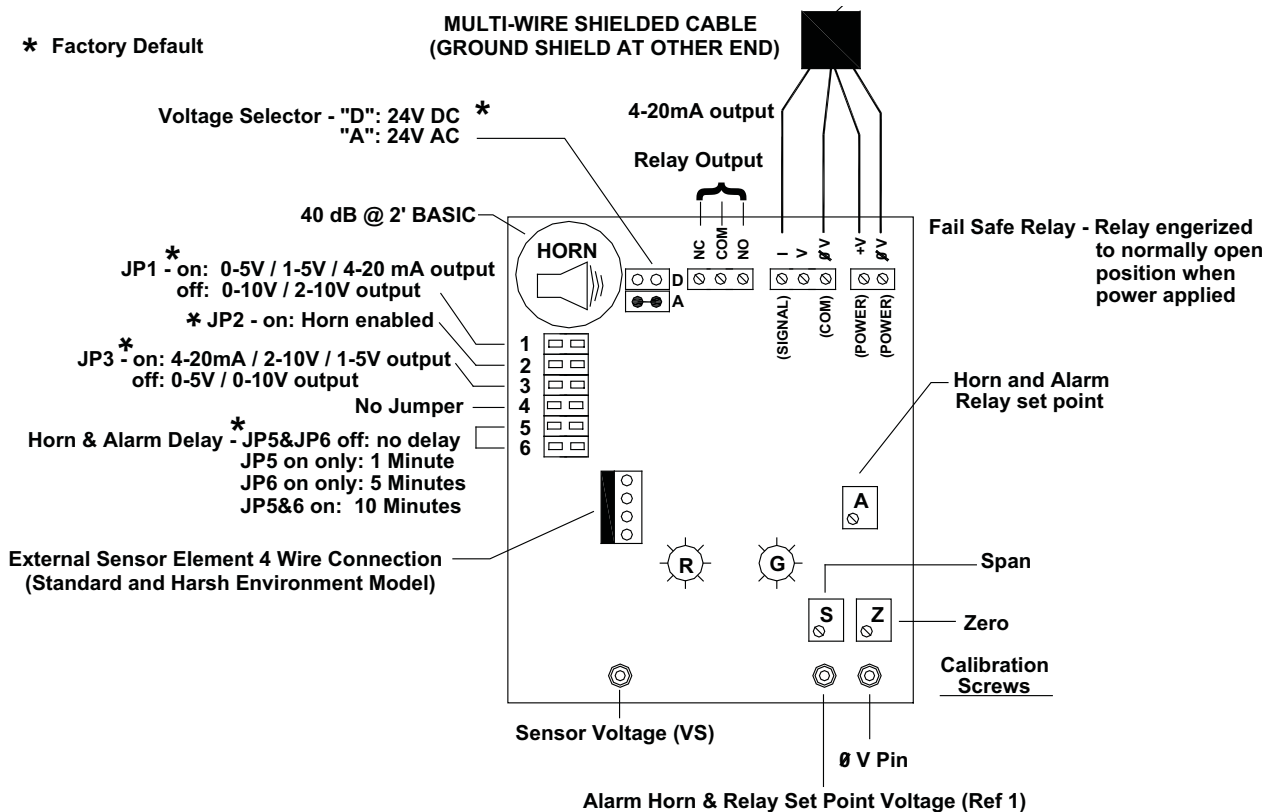 * Factory Default
MULTI-WIRE SHIELDED CABLE
(GROUND SHIELD AT OTHER END)
Voltage Selector - "D": 24V DC *
"A": 24V AC
4-20mA output
Relay Output
40 dB @ 2' BASIC
HORN
JP1 *- on: 0-5V / 1-5V / 4-20 mA output
off: 0-10V / 2-10V output
* JP2 - on: Horn enabled
JP3 *- on: 4-20mA / 2-10V / 1-5V output
off: 0-5V / 0-10V output
No Jumper
Horn & Alarm Delay *- JP5&JP6 off: no delay
JP5 on only: 1 Minute
JP6 on only: 5 Minutes
JP5&6 on: 10 Minutes
1
2
3
4
5
6
D
A
NC
COM
NO
I
V
Ø V
+V
Ø V
(SIGNAL)
(COM)
(POWER)
(POWER)
Fail Safe Relay - Relay engerized
to normally open
position when
power applied
Horn and Alarm
Relay set point
A
External Sensor Element 4 Wire Connection
(Standard and Harsh Environment Model)
R
G
Span
S
Z
Zero
Calibration
Screws
Sensor Voltage (VS)
Ø V Pin
Alarm Horn & Relay Set Point Voltage (Ref 1)